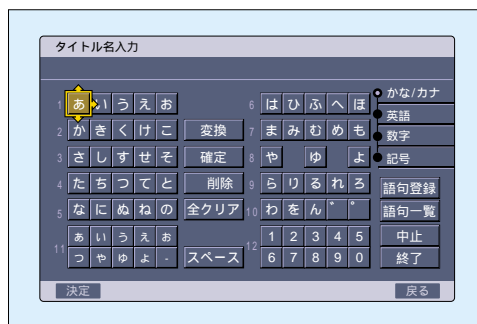 タイトル名入力
1 あ い う え お 6 は ひ ふ へ ほ かな/カナ
英語
2 か き く け こ 変換 7 ま み む め も 数字
3 さ し す せ そ 確定 8 や ゆ よ 記号
4 た ち つ て と 削除 9 ら り る れ ろ 語句登録
5 な に ぬ ね の 全クリア 10 わ を ん ゛ ゜ 語句一覧
11 ぁ ぃ ぅ ぇ ぉ 12 1 2 3 4 5 中止
っ ゃ ゅ ょ - スペース 6 7 8 9 0 終了
決定 戻る